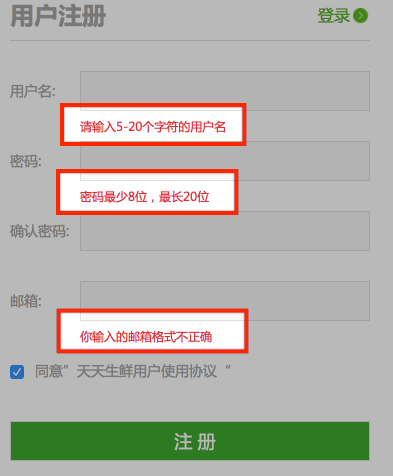 用户注册
登录
用户名:
请输入5-20个字符的用户名
密码:
密码最少8位，最长20位
确认密码:
邮箱:
你输入的邮箱格式不正确
同意”天天生鲜用户使用协议“
注 册